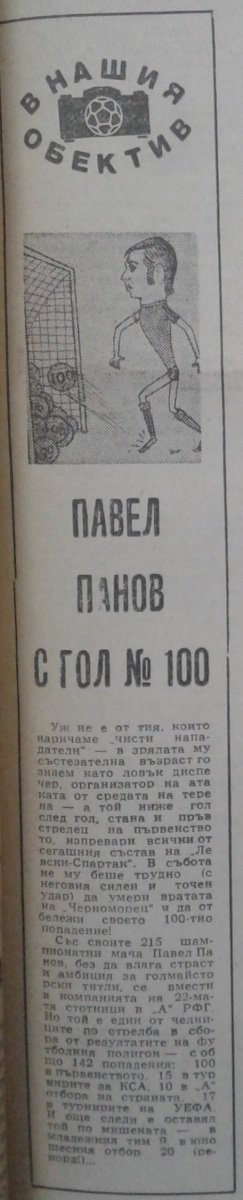 В НАШИЯ
ОБЕКТИВ
100
ПАВЕЛ
ПАНОВ
С ГОЛ № 100
Уж не е от тия, които
наричаме „чисти напа-
датели“ — в зрялата му
състезателна възраст го
знаем като ловък диспе
чер, организатор на ата
ката от средата на тере
на — а той ниже гол
след гол, стана и пръв
стрелец на първенство
то, изпревари всички от
сегашния състав на „Ле
вски-Спартак“. В събота
не му беше трудно (с
неговия силен и точен
удар) да умери вратата
на „Черноморец“ и да от
бележи своето 100-тно
попадение!
Със своите 215 шам-
пионатни мача Павел Па
нов, без да влага страст
и амбиция за голмайстор
рски титли, се вмести
в компанията на 22-ма
та стотници в „А“ РФГ.
Но той е един от челни-
ците по стрелба в сбо-
ра от резултатите на фу
тболния полигон — с об
що 142 попадения: 100
в първенството, 15 в тур
нирите за КСА, 10 в „А“
отбора на страната, 17
в турнирите на УЕФА.
И още следи е оставял
той по мишената — в
младежкия тим 9, в юно
шеския отбор 20 (ре-
корд!)...